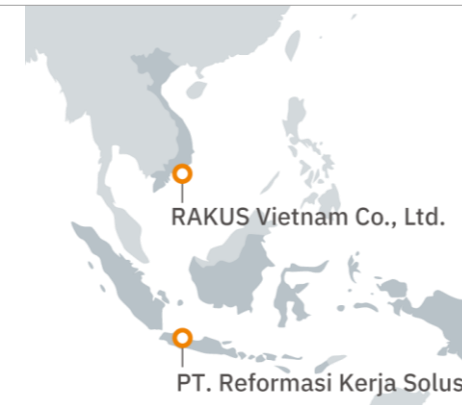 RAKUS Vietnam Co., Ltd.
PT. Reformasi Kerja Solus